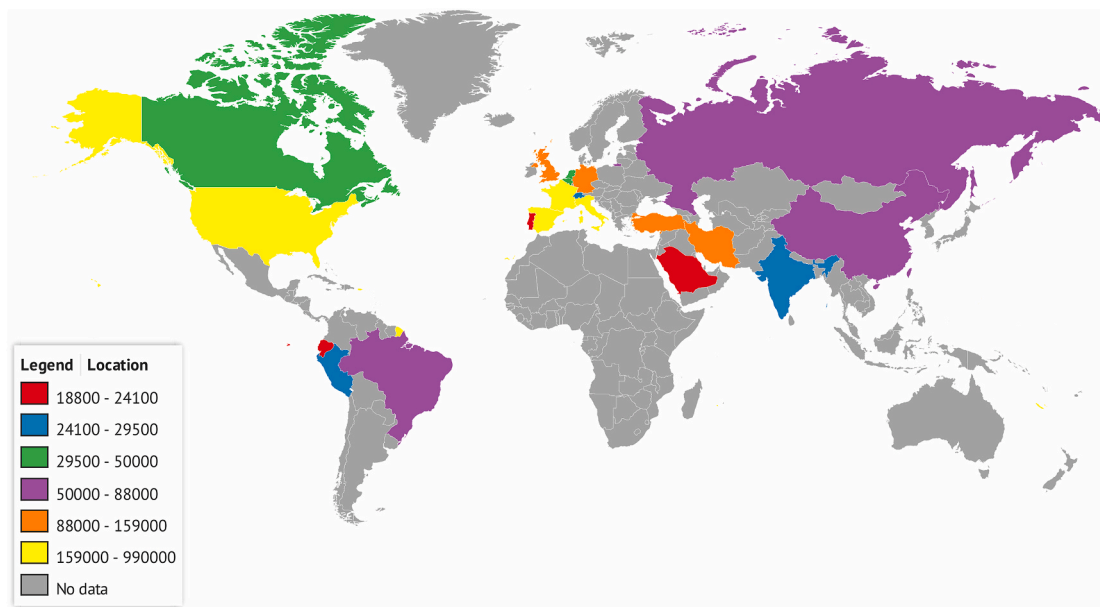 Legend Location
18800 - 24100
24100 - 29500
29500 - 50000
50000 - 88000
88000 - 159000
159000 - 990000
No data